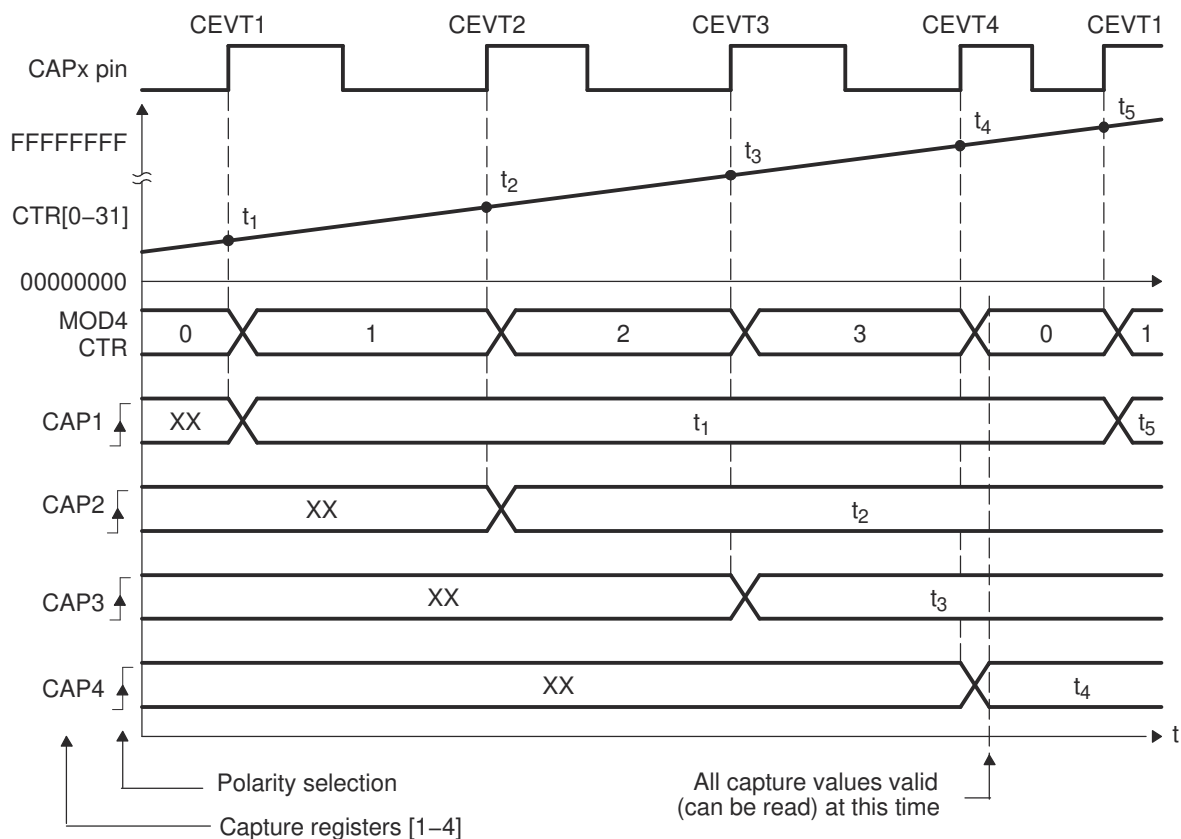 CEVT1 CEVT2 CEVT3 CEVT4 CEVT1
CAPx pin
FFFFFFFF
t5
t4
t3
t2
CTR[0−31]
t1
00000000
MOD4
CTR
0 1 2 3 0 1
CAP1 XX t1 t5
CAP2 XX t2
CAP3 XX t3
CAP4 XX t4
t
Polarity selection
All capture values valid
(can be read) at this time
Capture registers [1−4]